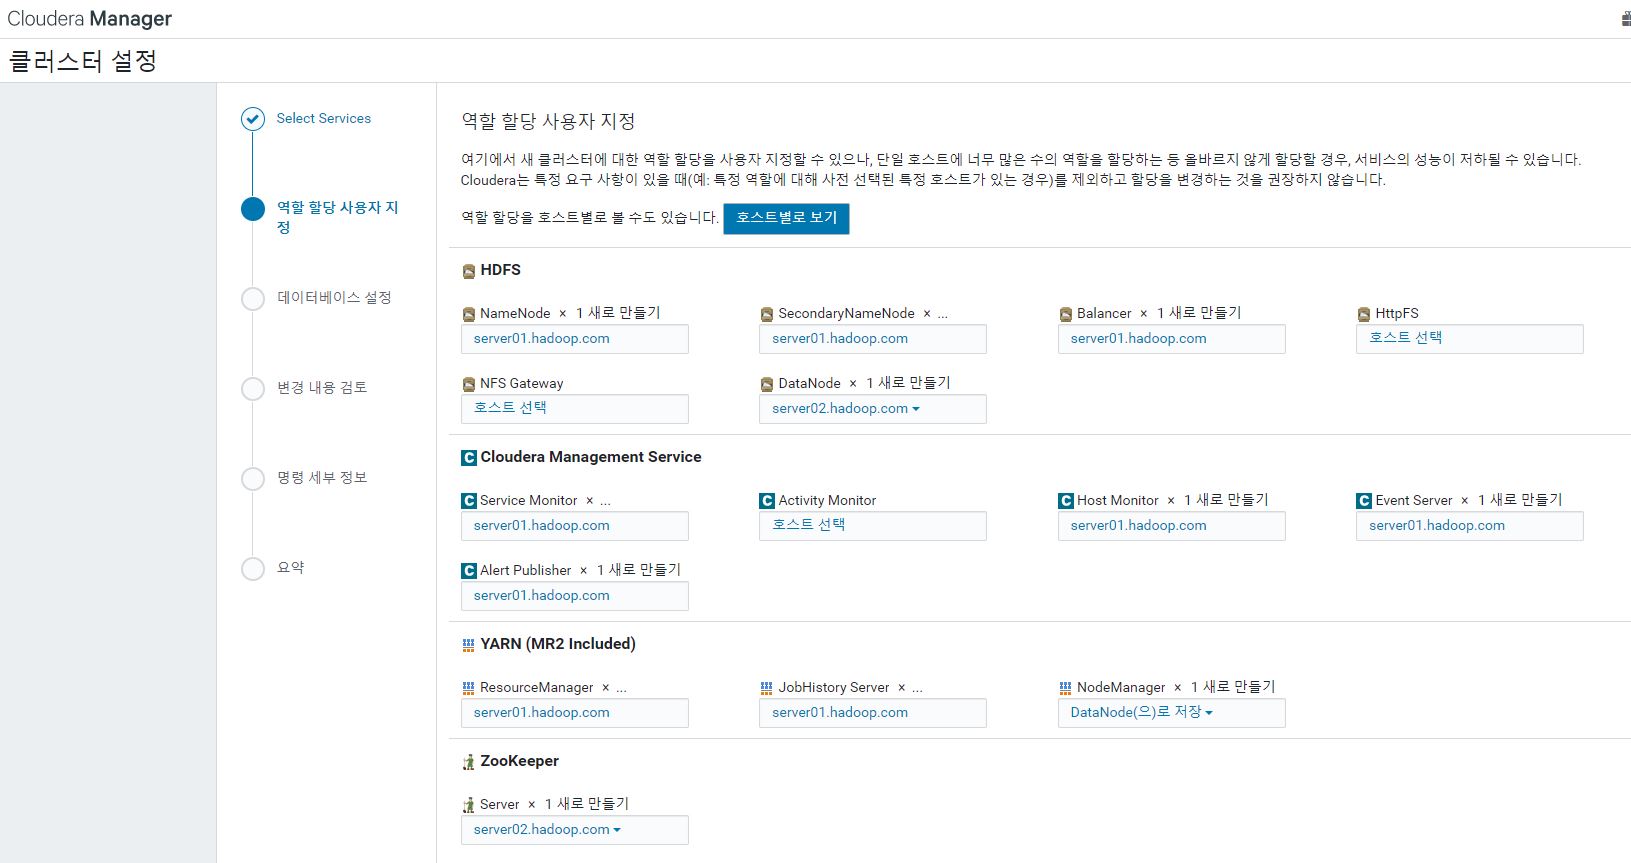 Cloudera Manager
클러스터 설정
Select Services
역할 할당 사용자 지
정
데이터베이스 설정
변경 내용 검토
명령 세부 정보
요약
역할 할당 사용자 지정
여기에서 새 클러스터에 대한 역할 할당을 사용자 지정할 수 있으나, 단일 호스트에 너무 많은 수의 역할을 할당하는 등 올바르지 않게 할당할 경우, 서비스의 성능이 저하될 수 있습니다.
Cloudera는 특정 요구 사항이 있을 때(예: 특정 역할에 대해 사전 선택된 특정 호스트가 있는 경우)를 제외하고 할당을 변경하는 것을 권장하지 않습니다.
역할 할당을 호스트별로 볼 수도 있습니다. 호스트별로 보기
HDFS
NameNode × 1 새로 만들기 SecondaryNameNode × ... Balancer × 1 새로 만들기 HttpFS
server01.hadoop.com server01.hadoop.com server01.hadoop.com 호스트 선택
NFS Gateway DataNode × 1 새로 만들기
호스트 선택 server02.hadoop.com
Cloudera Management Service
Service Monitor × ... Activity Monitor Host Monitor × 1 새로 만들기 Event Server × 1 새로 만들기
server01.hadoop.com 호스트 선택 server01.hadoop.com server01.hadoop.com
Alert Publisher × 1 새로 만들기
server01.hadoop.com
YARN (MR2 Included)
ResourceManager × ... JobHistory Server × ... NodeManager × 1 새로 만들기
server01.hadoop.com server01.hadoop.com DataNode(으)로 저장
ZooKeeper
Server × 1 새로 만들기
server02.hadoop.com